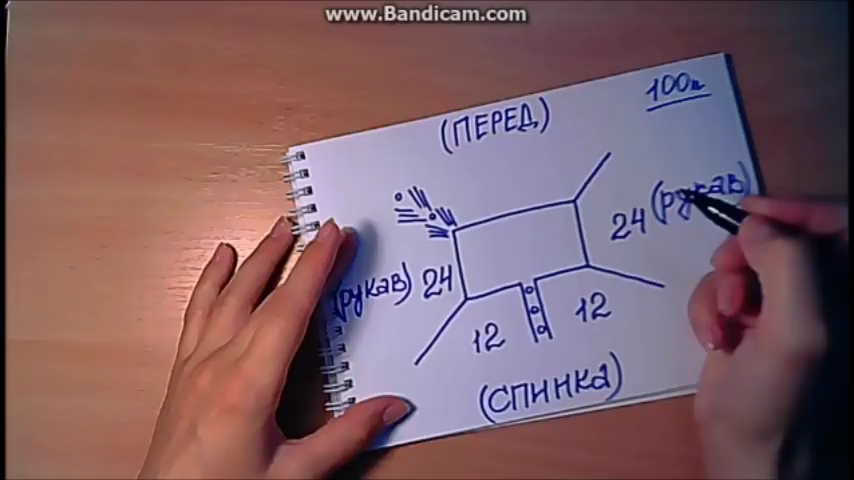 www.Bandicam.com
100п
(ПЕРЕД)
24 (рукав)
(рукав) 24
12
12
(СПИНКА)